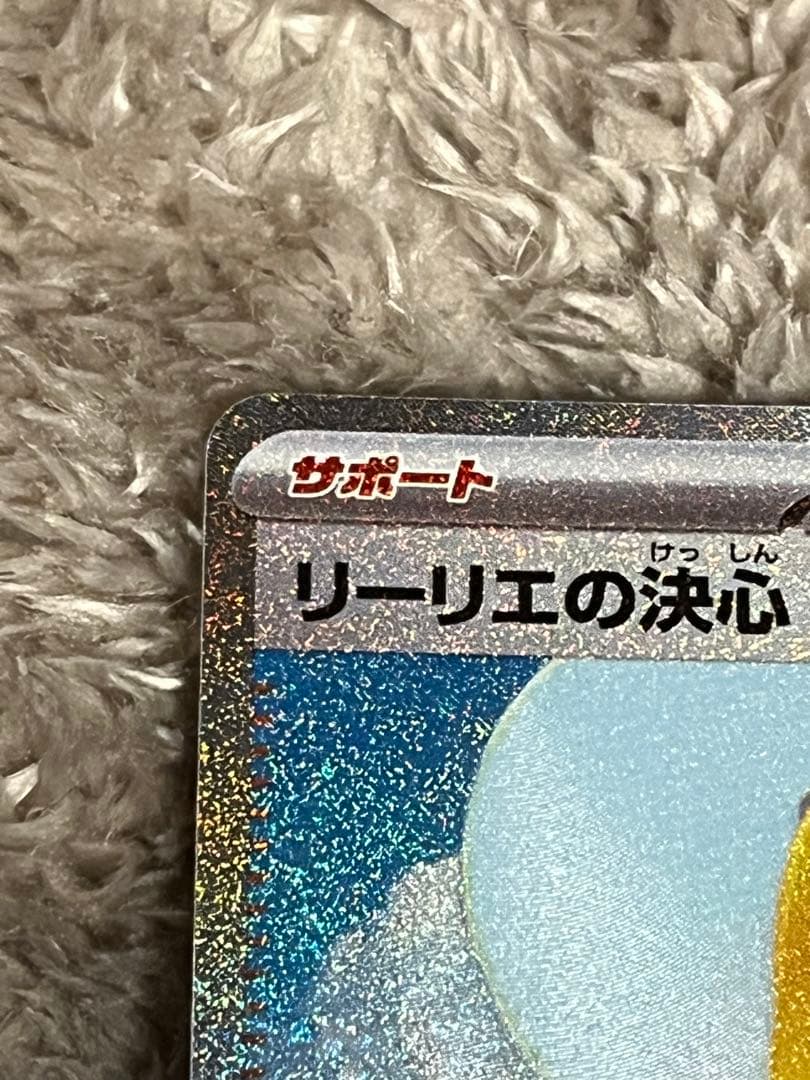 サポート
けっ しん
リーリエの決心